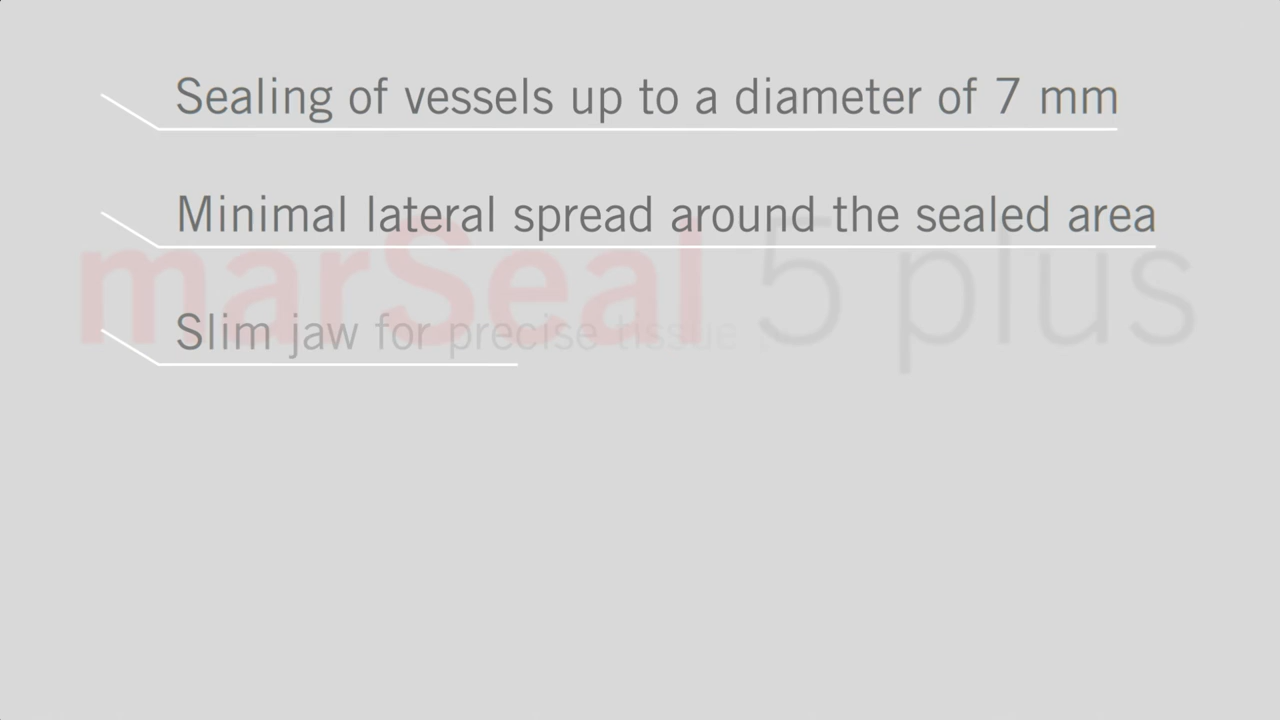 Sealing of vessels up to a diameter of 7 mm
Minimal lateral spread around the sealed area
marSeal 5 plus
Slim jaw for precise tissue